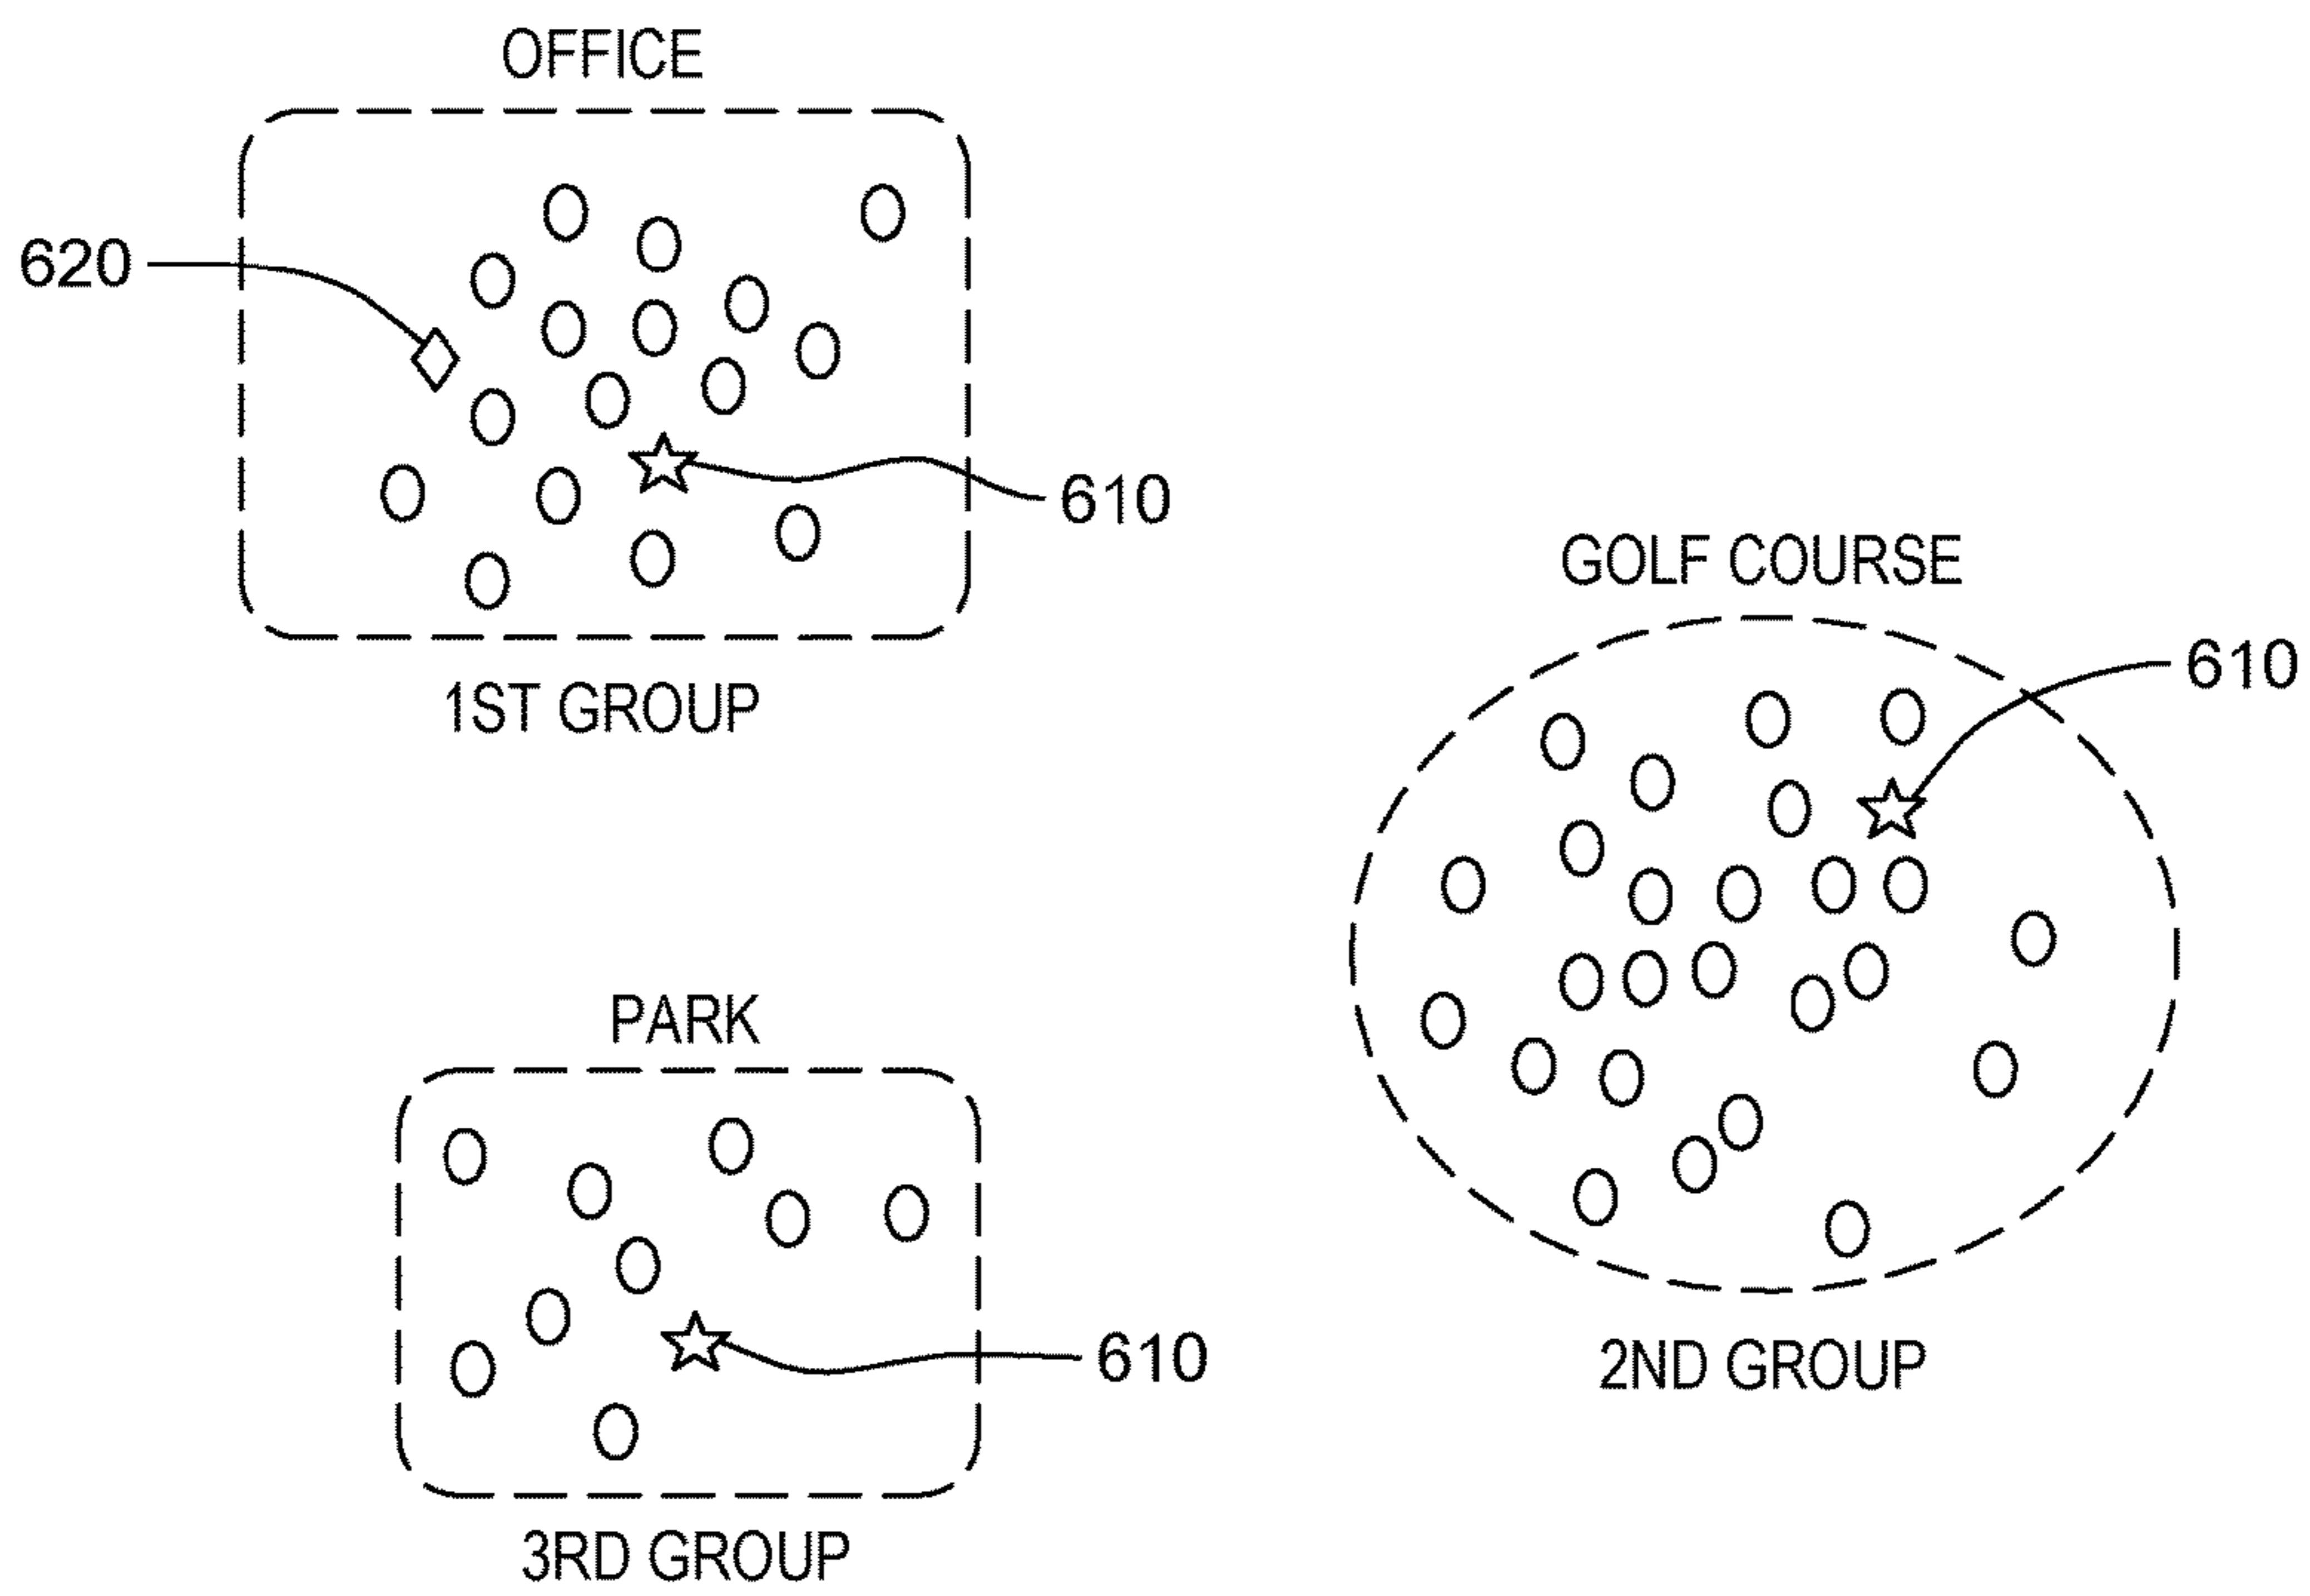 OFFICE
620
610
1ST GROUP
GOLF COURSE
610
2ND GROUP
PARK
610
3RD GROUP